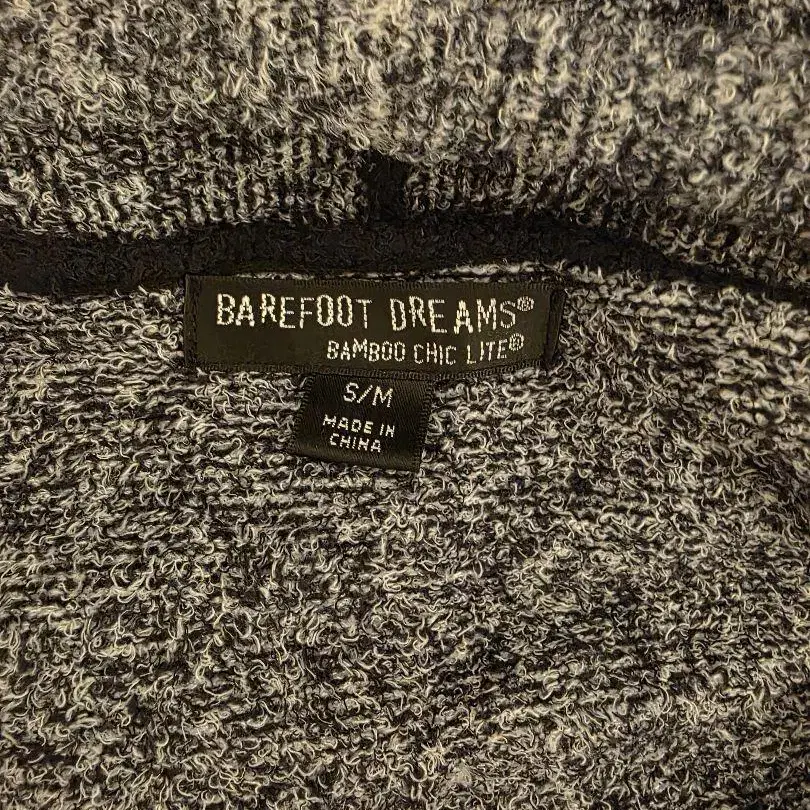 BAREFOOT DREAMS®
BAMBOO CHIC LITE®
S/M
MADE IN
CHINA